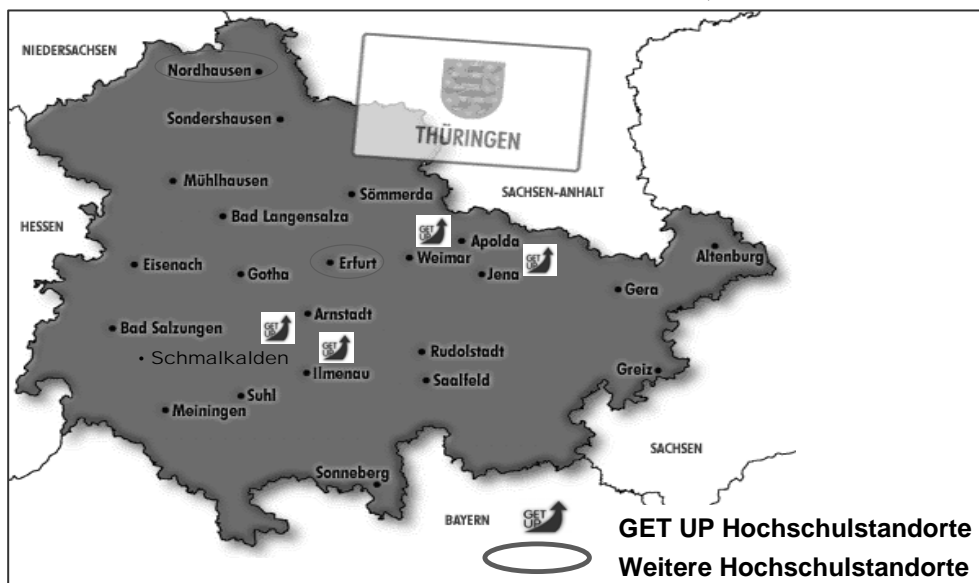 NIEDERSACHSEN
Nordhausen
THÜRINGEN
Sondershausen
Mühlhausen
Sömmerda
SACHSEN-ANHALT
Bad Langensalza
HESSEN
GET UP
Apolda
Altenburg
Eisenach
Gotha
Erfurt
Weimar
GET UP
Jena
Gera
Arnstadt
Bad Salzungen
GET UP
GET UP
Schmalkalden
Ilmenau
Rudolstadt
Saalfeld
Greiz
Suhl
Meiningen
SACHSEN
Sonneberg
BAYERN
GET UP
GET UP Hochschulstandorte
Weitere Hochschulstandorte